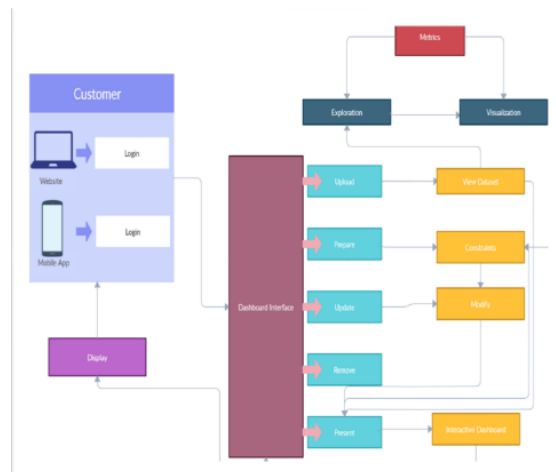 Metrics
Customer
Exploration
Visualization
Login
Website
Upload
View Dataset
Login
Mobile App
Prepare
Constraints
Dashboard Interface
Update
Modify
Display
Remove
Present
Interactive Dashboard